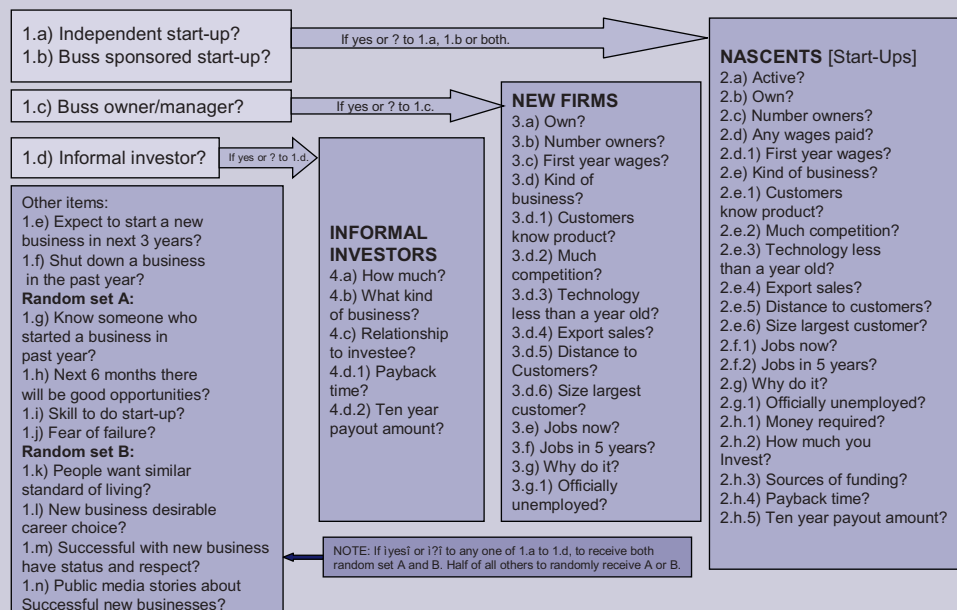 1.a) Independent start-up?
1.b) Buss sponsored start-up?
If yes or ? to 1.a, 1.b or both.
1.c) Buss owner/manager?
If yes or ? to 1.c.
1.d) Informal investor?
If yes or ? to 1.d.
Other items:
1.e) Expect to start a new
business in next 3 years?
1.f) Shut down a business
in the past year?
Random set A:
1.g) Know someone who
started a business in
past year?
1.h) Next 6 months there
will be good opportunities?
1.i) Skill to do start-up?
1.j) Fear of failure?
Random set B:
1.k) People want similar
standard of living?
1.l) New business desirable
career choice?
1.m) Successful with new business
have status and respect?
1.n) Public media stories about
Successful new businesses?
INFORMAL
INVESTORS
4.a) How much?
4.b) What kind
of business?
4.c) Relationship
to investee?
4.d.1) Payback
time?
4.d.2) Ten year
payout amount?
NEW FIRMS
3.a) Own?
3.b) Number owners?
3.c) First year wages?
3.d) Kind of
business?
3.d.1) Customers
know product?
3.d.2) Much
competition?
3.d.3) Technology
less than a year old?
3.d.4) Export sales?
3.d.5) Distance to
Customers?
3.d.6) Size largest
customer?
3.e) Jobs now?
3.f) Jobs in 5 years?
3.g) Why do it?
3.g.1) Officially
unemployed?
NASCENTS [Start-Ups]
2.a) Active?
2.b) Own?
2.c) Number owners?
2.d) Any wages paid?
2.d.1) First year wages?
2.e) Kind of business?
2.e.1) Customers
know product?
2.e.2) Much competition?
2.e.3) Technology less
than a year old?
2.e.4) Export sales?
2.e.5) Distance to customers?
2.e.6) Size largest customer?
2.f.1) Jobs now?
2.f.2) Jobs in 5 years?
2.g) Why do it?
2.g.1) Officially unemployed?
2.h.1) Money required?
2.h.2) How much you
Invest?
2.h.3) Sources of funding?
2.h.4) Payback time?
2.h.5) Ten year payout amount?
NOTE: If ìyesî or ì?î to any one of 1.a to 1.d, to receive both
random set A and B. Half of all others to randomly receive A or B.